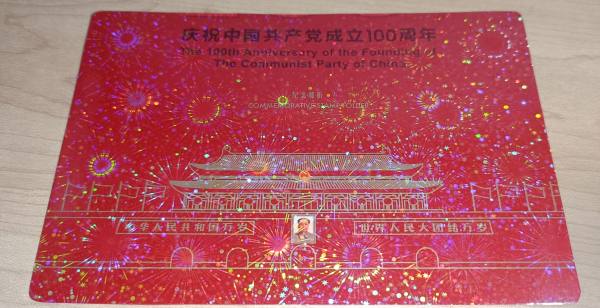 庆祝中国共产党成立100周年
The 100th Anniversary of the Founding of
The Communist Party of China
纪念邮折
COMMEMORATIVE STAMP FOLDER
中华人民共和国万岁
世界人民大团结万岁